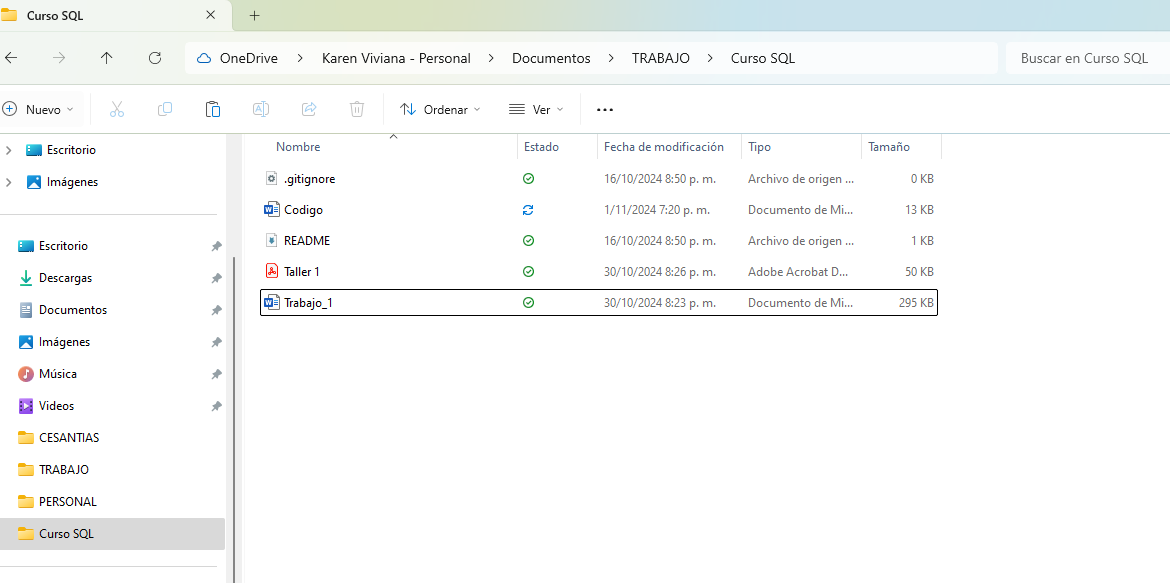 Curso SQL
OneDrive > Karen Viviana - Personal > Documentos > TRABAJO > Curso SQL
Buscar en Curso SQL
Nuevo
Ordenar
Ver
Escritorio
Imágenes
Escritorio
Descargas
Documentos
Imágenes
Música
Videos
CESANTIAS
TRABAJO
PERSONAL
Curso SQL
Nombre Estado Fecha de modificación Tipo Tamaño
.gitignore 16/10/2024 8:50 p. m. Archivo de origen ... 0 KB
Codigo 1/11/2024 7:20 p. m. Documento de Mi... 13 KB
README 16/10/2024 8:50 p. m. Archivo de origen ... 1 KB
Taller 1 30/10/2024 8:26 p. m. Adobe Acrobat D... 50 KB
Trabajo_1 30/10/2024 8:23 p. m. Documento de Mi... 295 KB